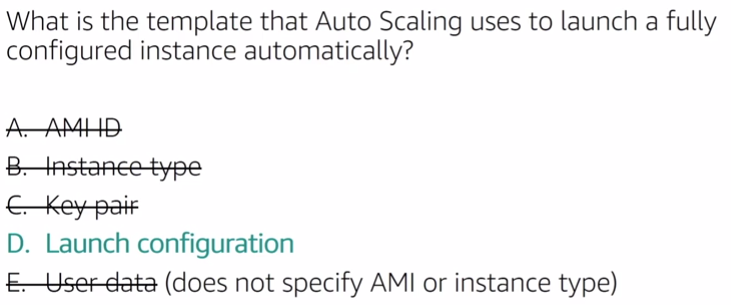 What is the template that Auto Scaling uses to launch a fully
configured instance automatically?
A. AMI ID
B. Instance type
C. Key pair
D. Launch configuration
E. User data (does not specify AMI or instance type)